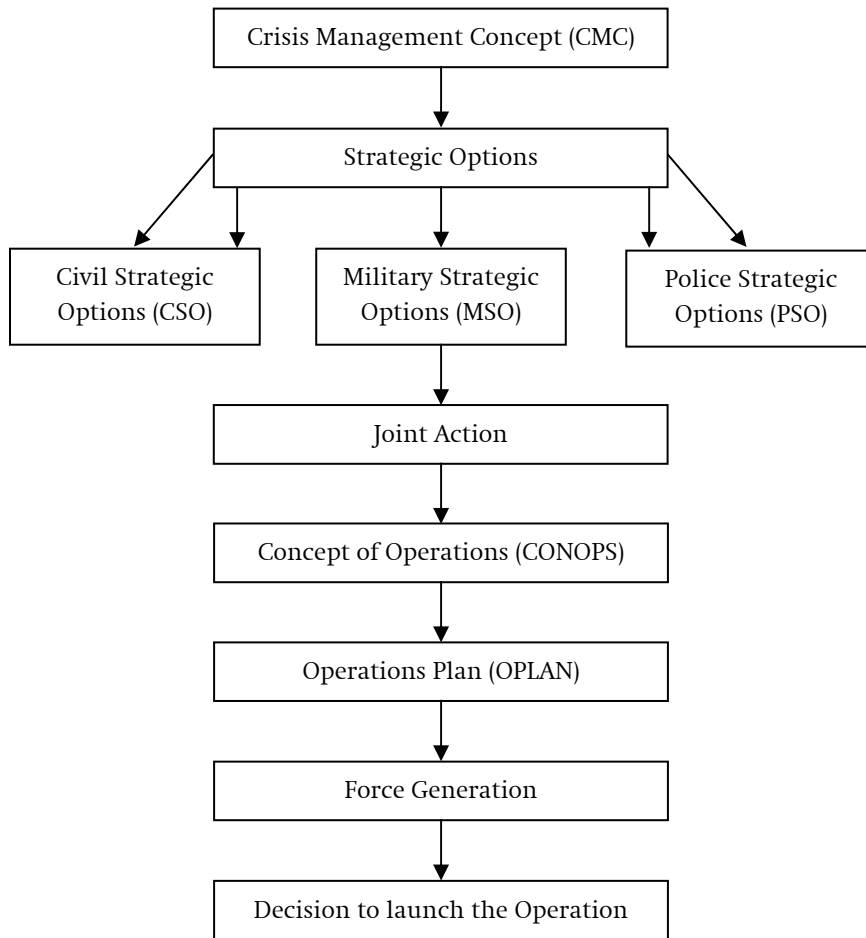 Crisis Management Concept (CMC)
Strategic Options
Civil Strategic
Options (CSO)
Military Strategic
Options (MSO)
Police Strategic
Options (PSO)
Joint Action
Concept of Operations (CONOPS)
Operations Plan (OPLAN)
Force Generation
Decision to launch the Operation